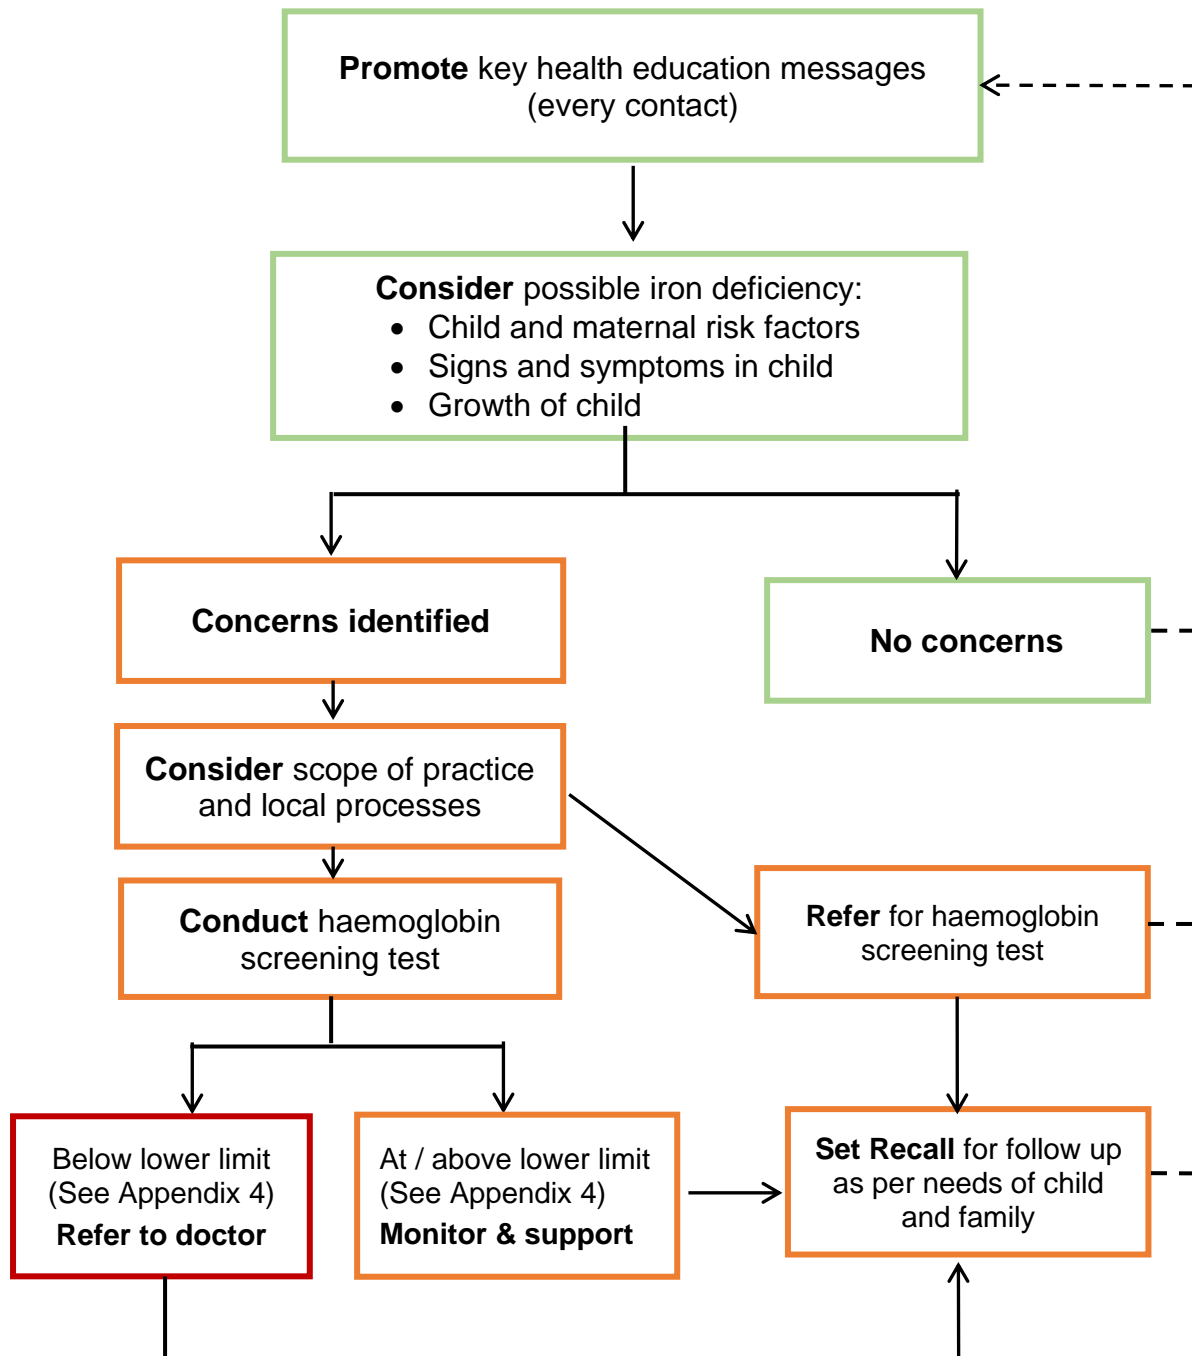 Promote key health education messages
(every contact)
Consider possible iron deficiency:
• Child and maternal risk factors
• Signs and symptoms in child
• Growth of child
Concerns identified
No concerns
Consider scope of practice
and local processes
Conduct haemoglobin
screening test
Refer for haemoglobin
screening test
Below lower limit
(See Appendix 4)
Refer to doctor
At / above lower limit
(See Appendix 4)
Monitor & support
Set Recall for follow up
as per needs of child
and family